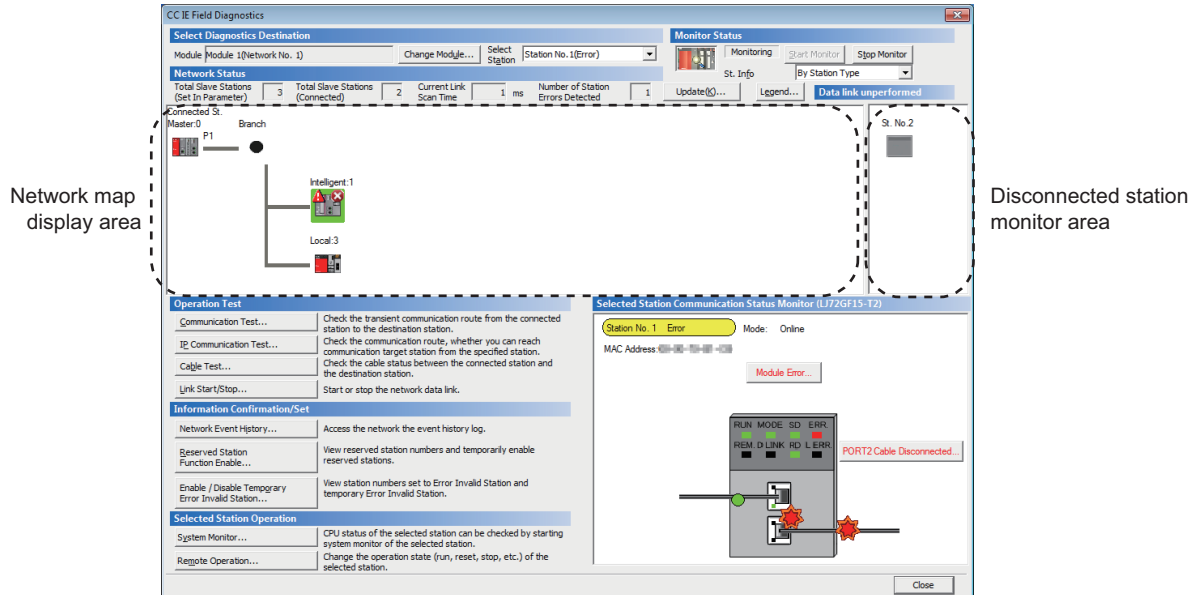 CC IE Field Diagnostics
Select Diagnostics Destination
Module Module 1(Network No. 1)
Change Module...
Select Station
Station No.1(Error)
Monitor Status
Monitoring
Start Monitor
Stop Monitor
St. Info
By Station Type
Network Status
Total Slave Stations (Set In Parameter) 3
Total Slave Stations (Connected) 2
Current Link Scan Time 1 ms
Number of Station Errors Detected 1
Update(K)...
Legend...
Data link unperformed
Connected St.
Master:0
Branch
P1
St. No.2
Intelligent:1
Local:3
Network map
display area
Disconnected station
monitor area
Operation Test
Communication Test...
Check the transient communication route from the connected
station to the destination station.
IP Communication Test...
Check the communication route, whether you can reach
communication target station from the specified station.
Cable Test...
Check the cable status between the connected station and
the destination station.
Link Start/Stop...
Start or stop the network data link.
Information Confirmation/Set
Network Event History...
Access the network the event history log.
Reserved Station
Function Enable...
View reserved station numbers and temporarily enable
reserved stations.
Enable / Disable Temporary
Error Invalid Station...
View station numbers set to Error Invalid Station and
temporary Error Invalid Station.
Selected Station Operation
System Monitor...
CPU status of the selected station can be checked by starting
system monitor of the selected station.
Remote Operation...
Change the operation state (run, reset, stop, etc.) of the
selected station.
Selected Station Communication Status Monitor (LJ72GF15-T2)
Station No. 1 Error
Mode: Online
MAC Address:
Module Error...
RUN MODE SD ERR.
REM. D LINK RD L ERR.
PORT2 Cable Disconnected...
Close